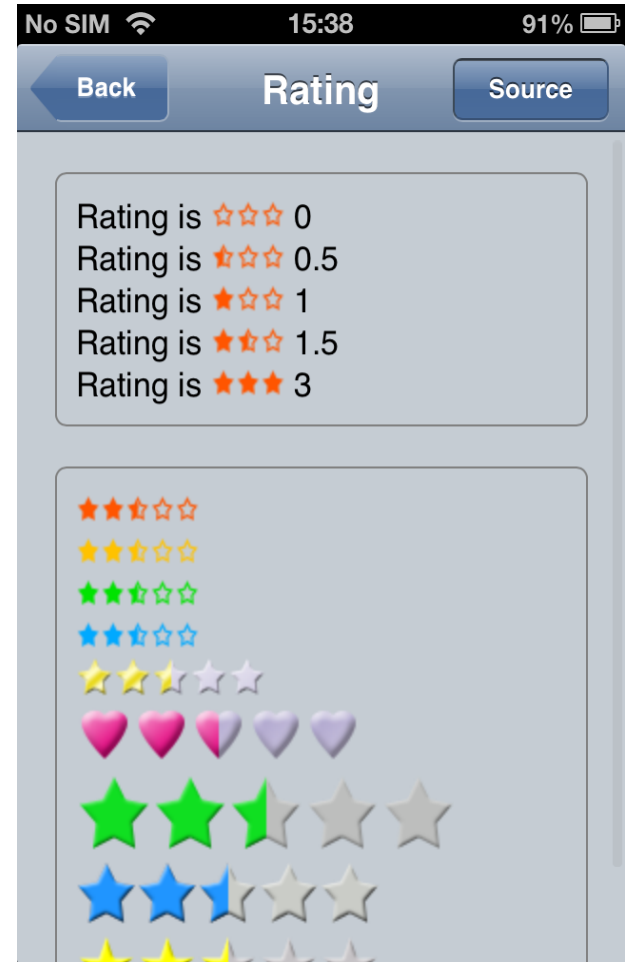 No SIM 15:38 91%
Back Rating Source
Rating is ☆☆☆ 0
Rating is ☆☆ 0.5
Rating is ★☆☆ 1
Rating is ★☆ 1.5
Rating is ★★★ 3